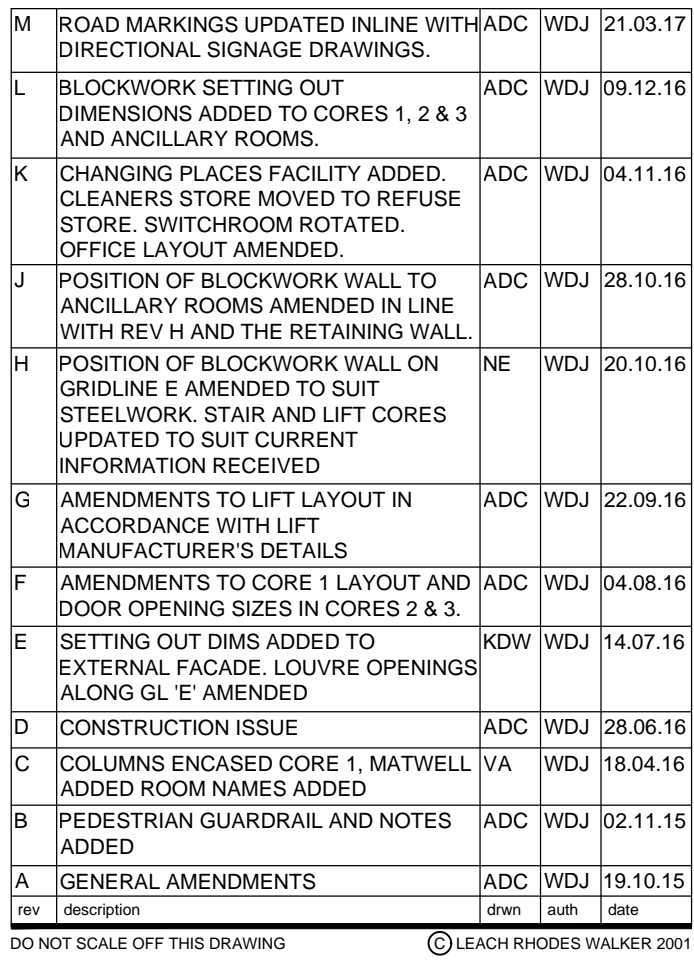 M ROAD MARKINGS UPDATED INLINE WITH ADC WDJ 21.03.17
DIRECTIONAL SIGNAGE DRAWINGS.
L BLOCKWORK SETTING OUT ADC WDJ 09.12.16
DIMENSIONS ADDED TO CORES 1, 2 & 3
AND ANCILLARY ROOMS.
K CHANGING PLACES FACILITY ADDED. ADC WDJ 04.11.16
CLEANERS STORE MOVED TO REFUSE
STORE. SWITCHROOM ROTATED.
OFFICE LAYOUT AMENDED.
J POSITION OF BLOCKWORK WALL TO ADC WDJ 28.10.16
ANCILLARY ROOMS AMENDED IN LINE
WITH REV H AND THE RETAINING WALL.
H POSITION OF BLOCKWORK WALL ON NE WDJ 20.10.16
GRIDLINE E AMENDED TO SUIT
STEELWORK. STAIR AND LIFT CORES
UPDATED TO SUIT CURRENT
INFORMATION RECEIVED
G AMENDMENTS TO LIFT LAYOUT IN ADC WDJ 22.09.16
ACCORDANCE WITH LIFT
MANUFACTURER'S DETAILS
F AMENDMENTS TO CORE 1 LAYOUT AND ADC WDJ 04.08.16
DOOR OPENING SIZES IN CORES 2 & 3.
E SETTING OUT DIMS ADDED TO KDW WDJ 14.07.16
EXTERNAL FACADE. LOUVRE OPENINGS
ALONG GL 'E' AMENDED
D CONSTRUCTION ISSUE ADC WDJ 28.06.16
C COLUMNS ENCASED CORE 1, MATWELL VA WDJ 18.04.16
ADDED ROOM NAMES ADDED
B PEDESTRIAN GUARDRAIL AND NOTES ADC WDJ 02.11.15
ADDED
A GENERAL AMENDMENTS ADC WDJ 19.10.15
rev description drwn auth date
DO NOT SCALE OFF THIS DRAWING © LEACH RHODES WALKER 2001